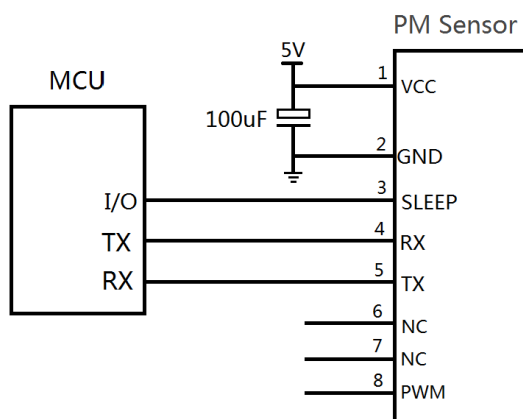 PM Sensor
5V
MCU
1 VCC
100uF
2 GND
I/O 3 SLEEP
TX 4 RX
RX 5 TX
6 NC
7 NC
8 PWM